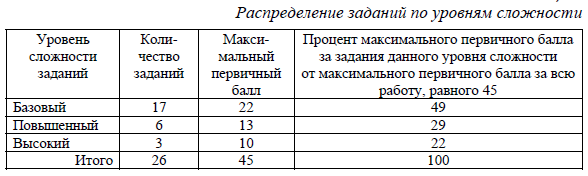 Распределение заданий по уровням сложности
Уровень сложности заданий | Коли-чество заданий | Макси-мальный первичный балл | Процент максимального первичного балла за задания данного уровня сложности от максимального первичного балла за всю работу, равного 45
Базовый 17 22 49
Повышенный 6 13 29
Высокий 3 10 22
Итого 26 45 100